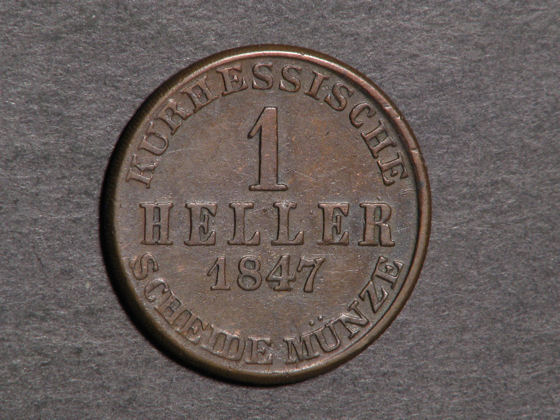 KURHESSISCHE
1
HELLER
1847
SCHEIDE MÜNZE